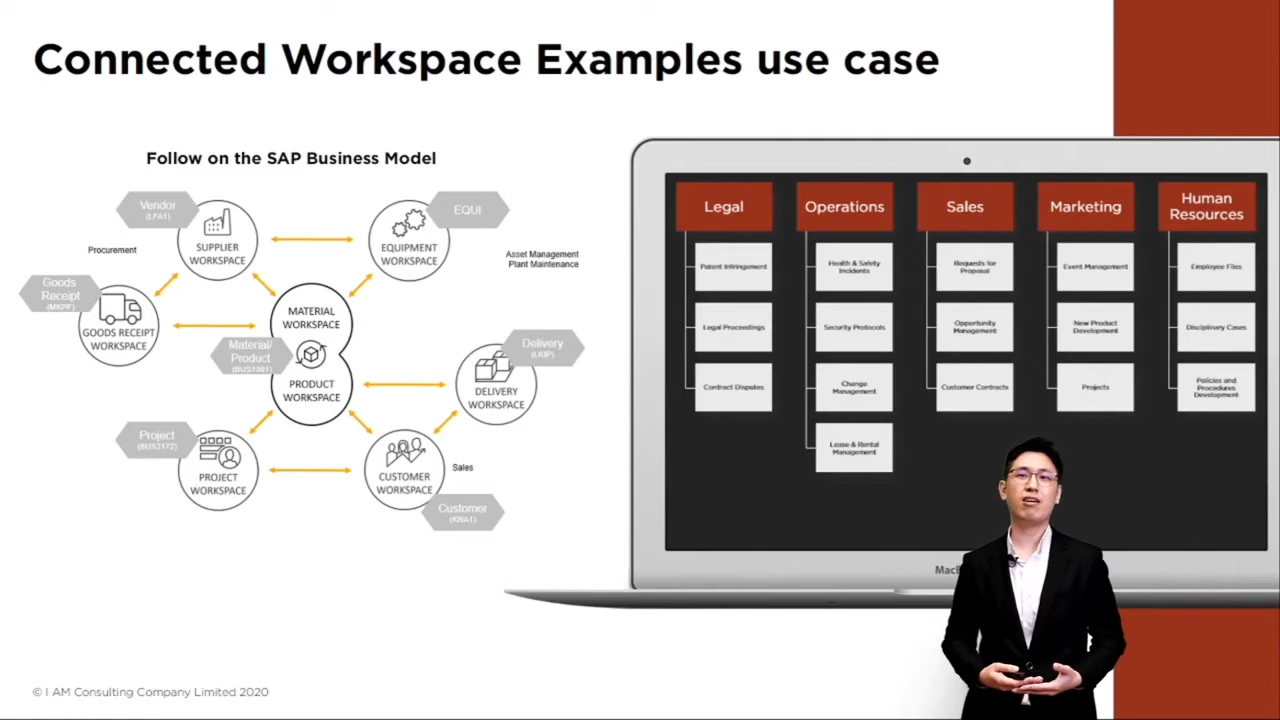 Connected Workspace Examples use case
Follow on the SAP Business Model
Vendor
(LFA1)
SUPPLIER
WORKSPACE
Procurement
EQUI
EQUIPMENT
WORKSPACE
Asset Management
Plant Maintenance
Goods
Receipt
(MKPF)
GOODS RECEIPT
WORKSPACE
MATERIAL
WORKSPACE
Material/
Product
(BUS1001)
PRODUCT
WORKSPACE
Delivery
(LKIP)
DELIVERY
WORKSPACE
Project
(BUS2172)
PROJECT
WORKSPACE
CUSTOMER
WORKSPACE
Sales
Customer
(KNA1)
Legal
Patent Infringement
Legal Proceedings
Contract Disputes
Operations
Health & Safety
Incidents
Security Protocols
Change
Management
Lease & Rental
Management
Sales
Requests for
Proposal
Opportunity
Management
Customer Contracts
Marketing
Event Management
New Product
Development
Projects
Human
Resources
Employee Files
Disciplinary Cases
Policies and
Procedures
Development
© I AM Consulting Company Limited 2020